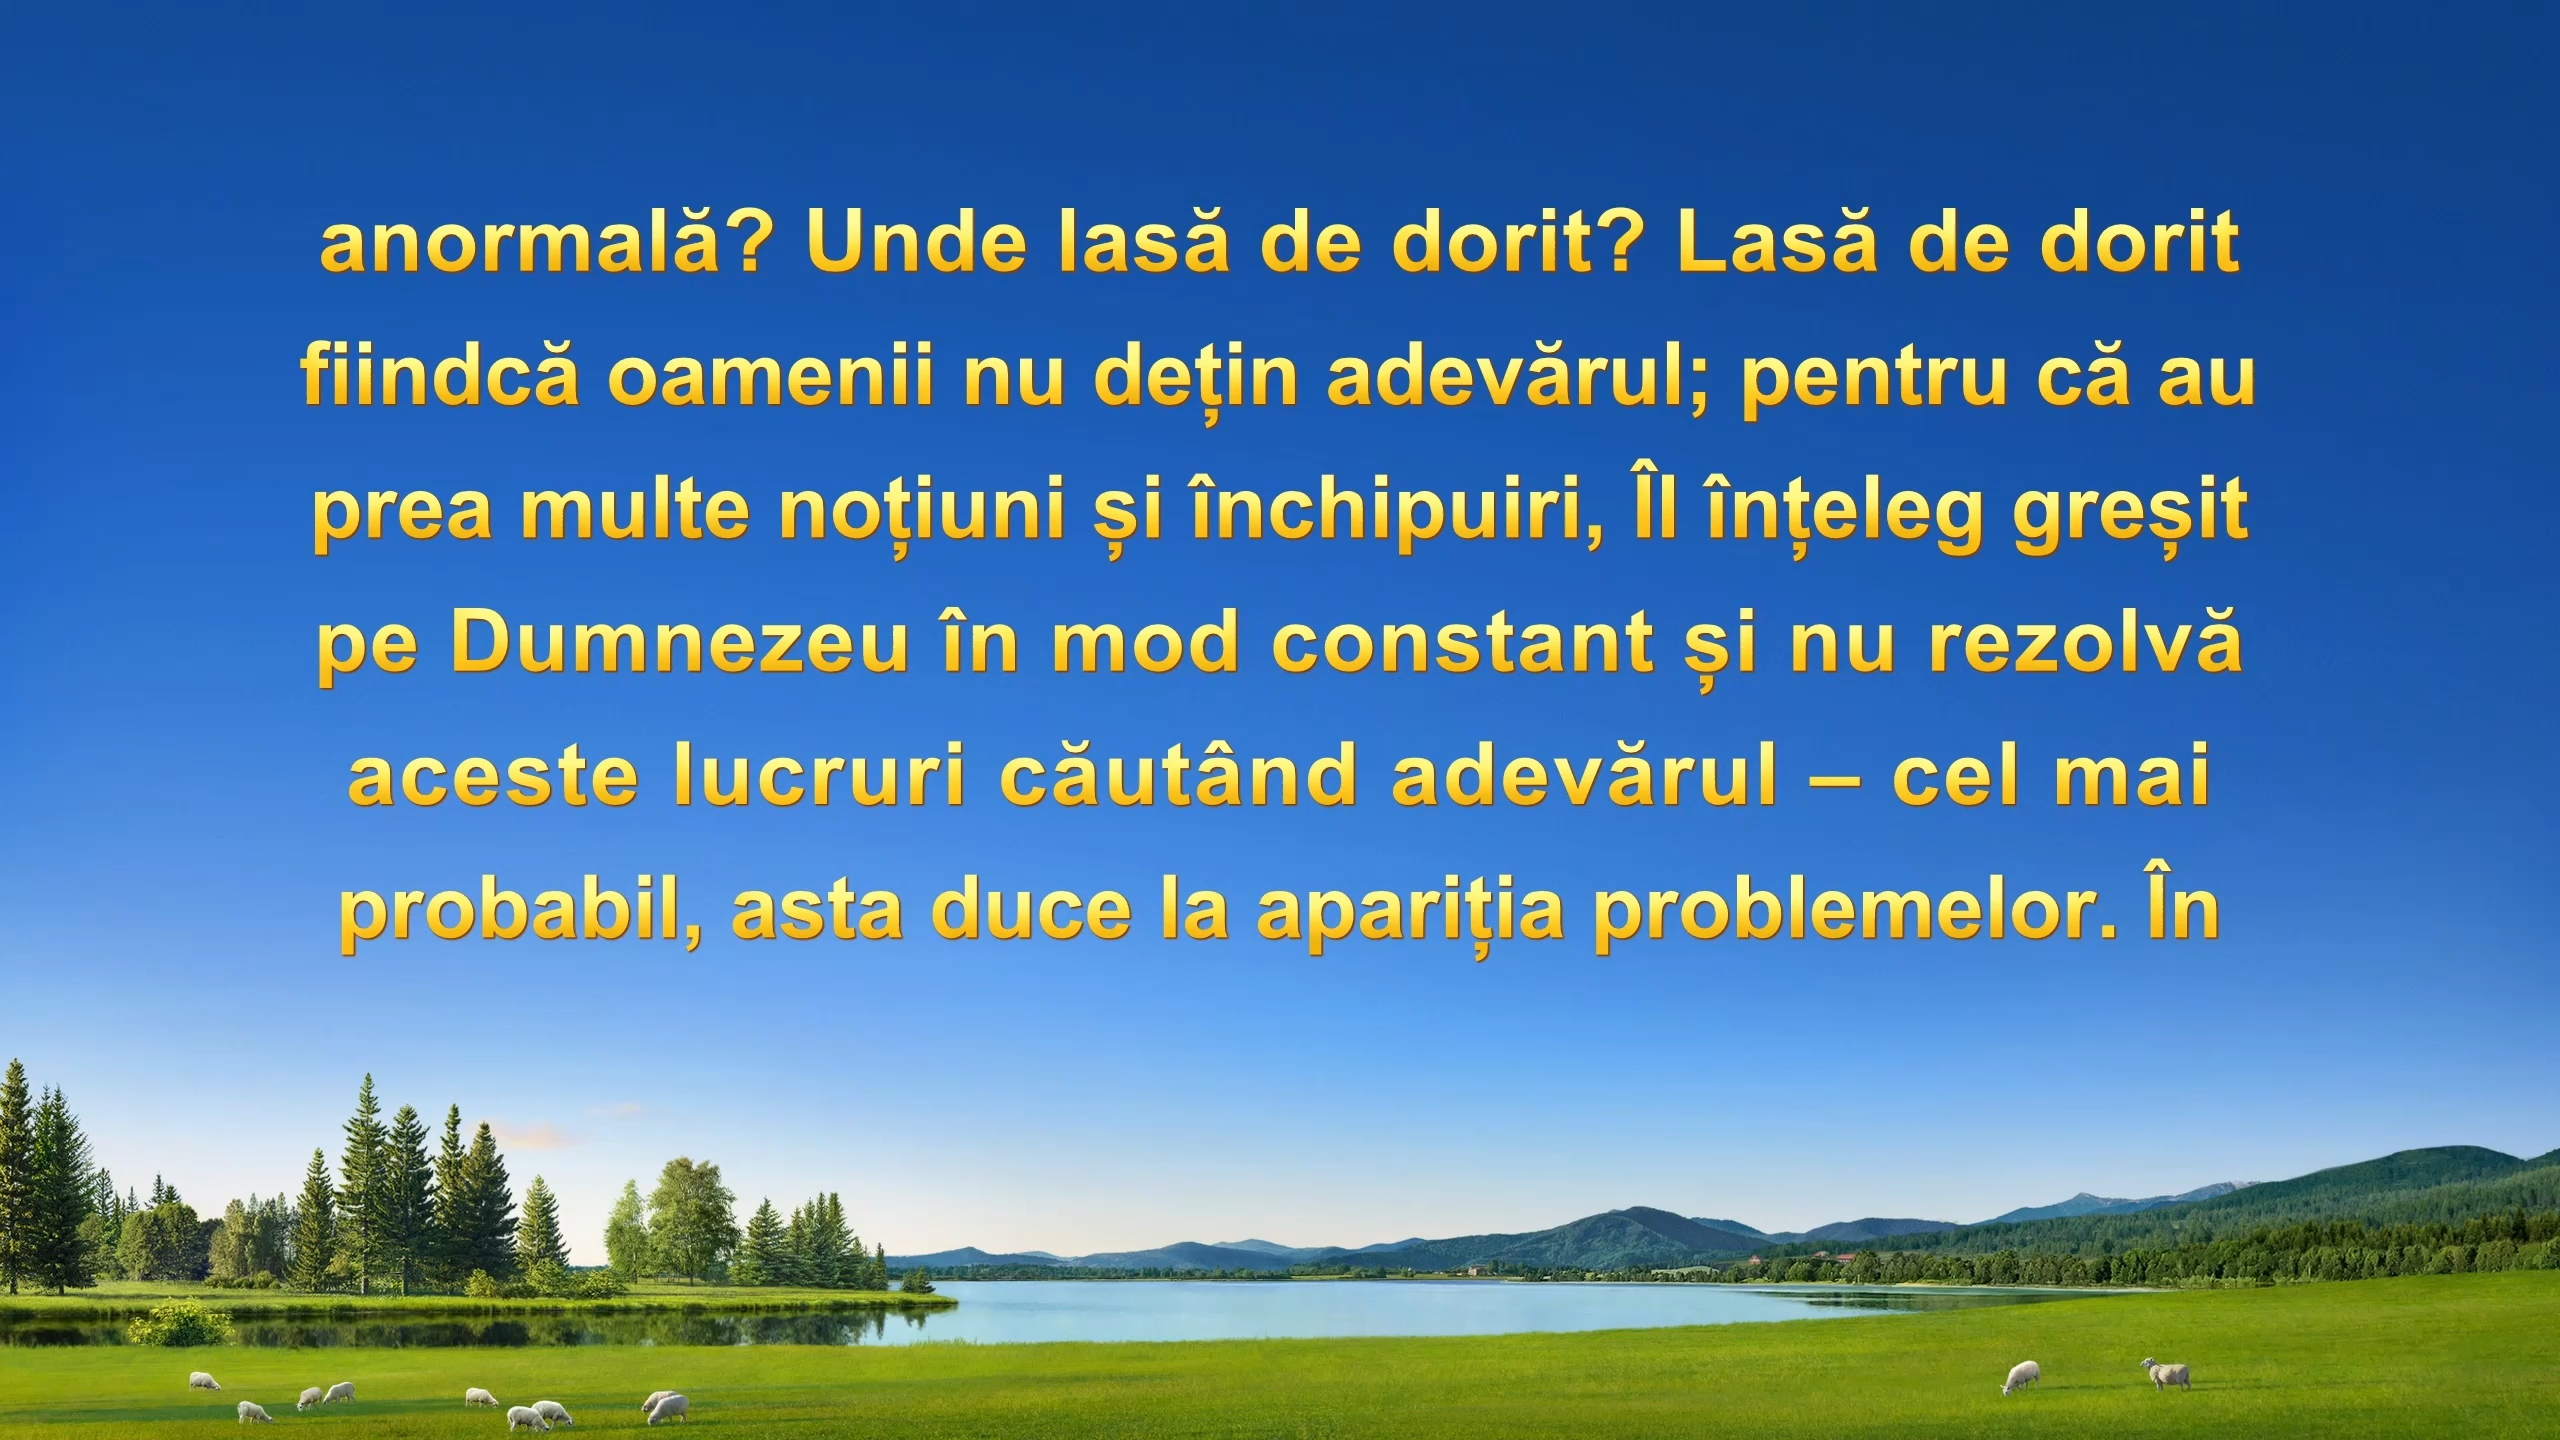 anormală? Unde lasă de dorit? Lasă de dorit
fiindcă oamenii nu dețin adevărul; pentru că au
prea multe noțiuni și închipuiri, Îl înțeleg greșit
pe Dumnezeu în mod constant și nu rezolvă
aceste lucruri căutând adevărul – cel mai
probabil, asta duce la apariția problemelor. În